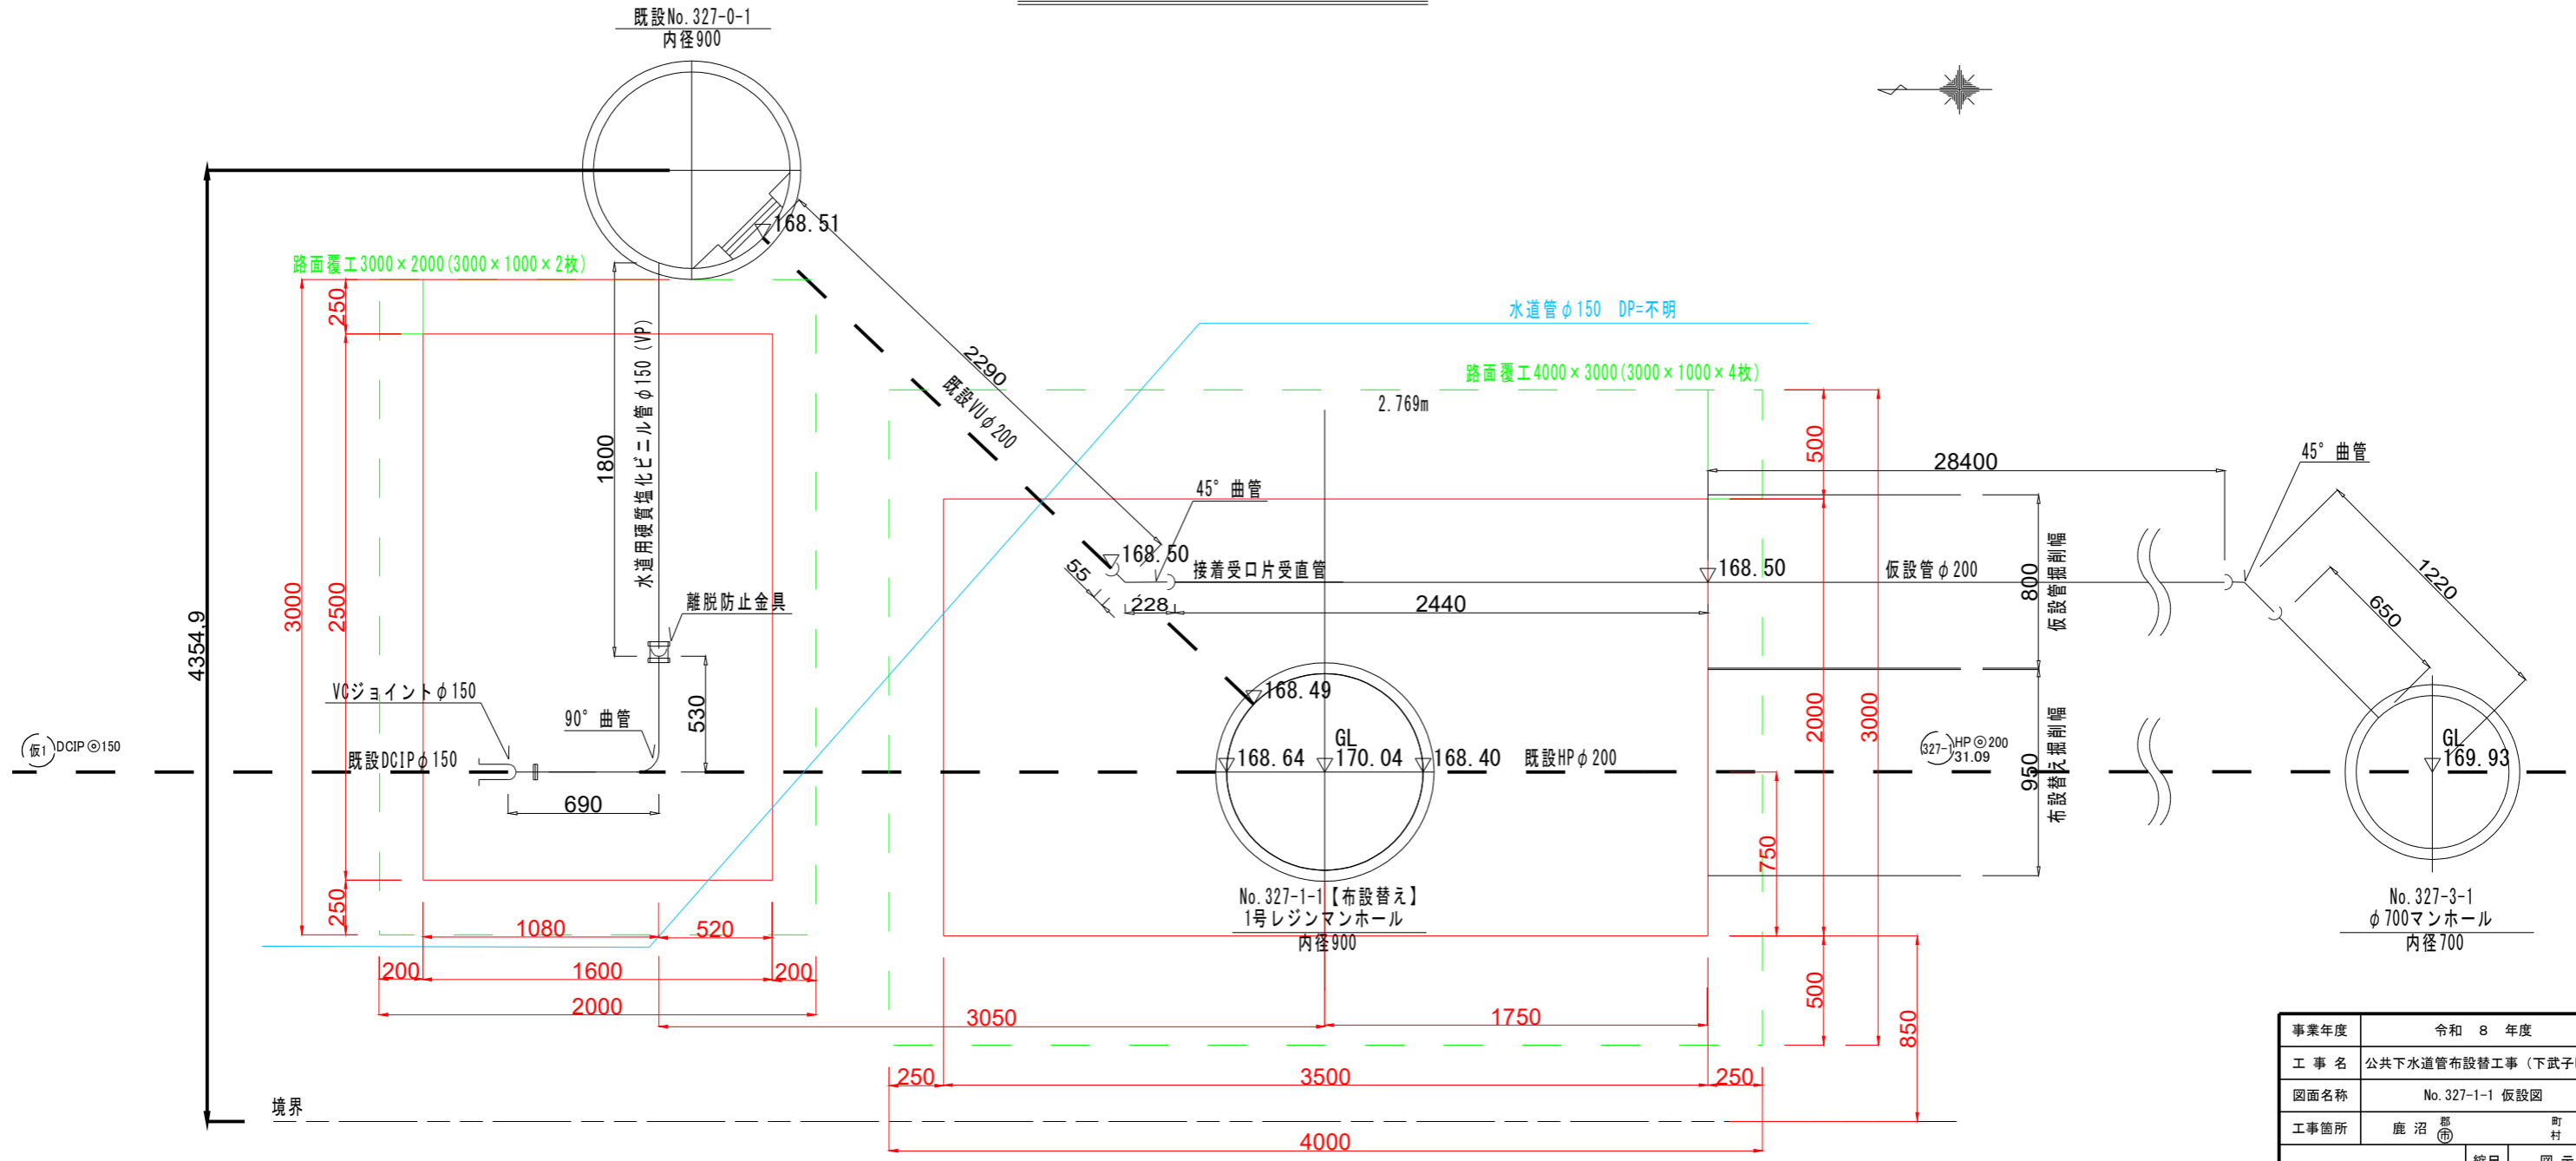 既設No.327-0-1
内径900
168.51
路面覆工3000×2000(3000×1000×2枚)
250
水道管φ150 DP=不明
2290
既設VUφ200
路面覆工4000×3000(3000×1000×4枚)
2.769m
水道用硬質塩化ビニル管φ150 (VP)
1800
500
28400
45° 曲管
45° 曲管
3000
2500
4354.9
168.50
接着受口片受直管
168.50
仮設管φ200
55
228
2440
800
仮設管掘削幅
1220
650
離脱防止金具
VCジョイントφ150
90° 曲管
530
168.49
2000
3000
仮1
DCIP◎150
既設DCIPφ150
690
168.64
GL
170.04
168.40
既設HPφ200
327-1
HP◎200
31.09
950
布設替え掘削幅
GL
169.93
750
No.327-1-1【布設替え】
1号レジンマンホール
内径900
No.327-3-1
φ700マンホール
内径700
250
1080
520
200
1600
200
2000
3050
1750
500
850
250
3500
250
境界
4000
事業年度 令和 8 年度
工 事 名 公共下水道管布設替工事（下武子
図面名称 No.327-1-1 仮設図
工事箇所 鹿 沼 郡 市 町 村